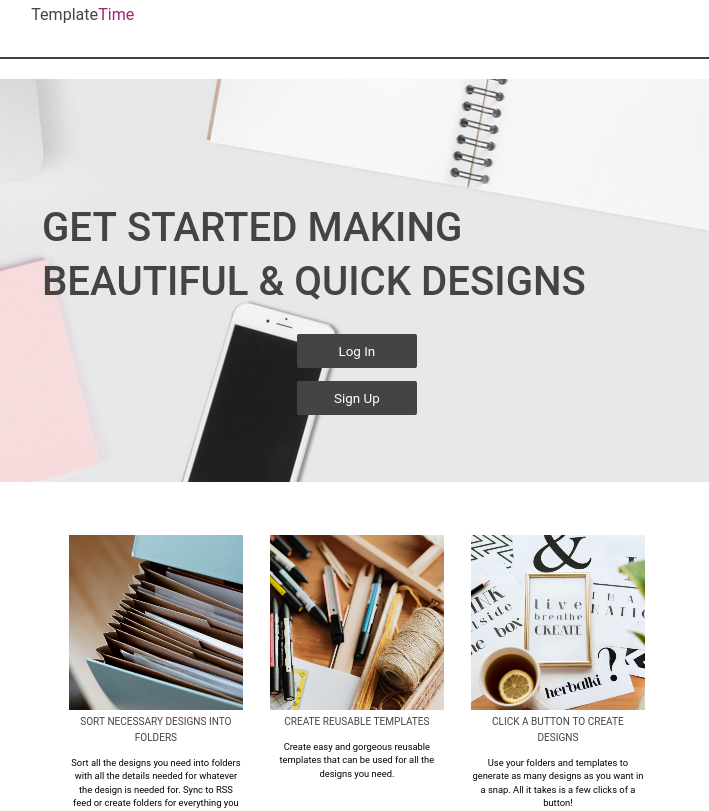 TemplateTime
GET STARTED MAKING
BEAUTIFUL & QUICK DESIGNS
Log In
Sign Up
&
INK
tside
he box
live
breathe
CREATE
I'M A
NATIO
?
herbalki
SORT NECESSARY DESIGNS INTO
FOLDERS
CREATE REUSABLE TEMPLATES
CLICK A BUTTON TO CREATE
DESIGNS
Sort all the designs you need into folders
with all the details needed for whatever
the design is needed for. Sync to RSS
feed or create folders for everything you
Create easy and gorgeous reusable
templates that can be used for all the
designs you need.
Use your folders and templates to
generate as many designs as you want in
a snap. All it takes is a few clicks of a
button!